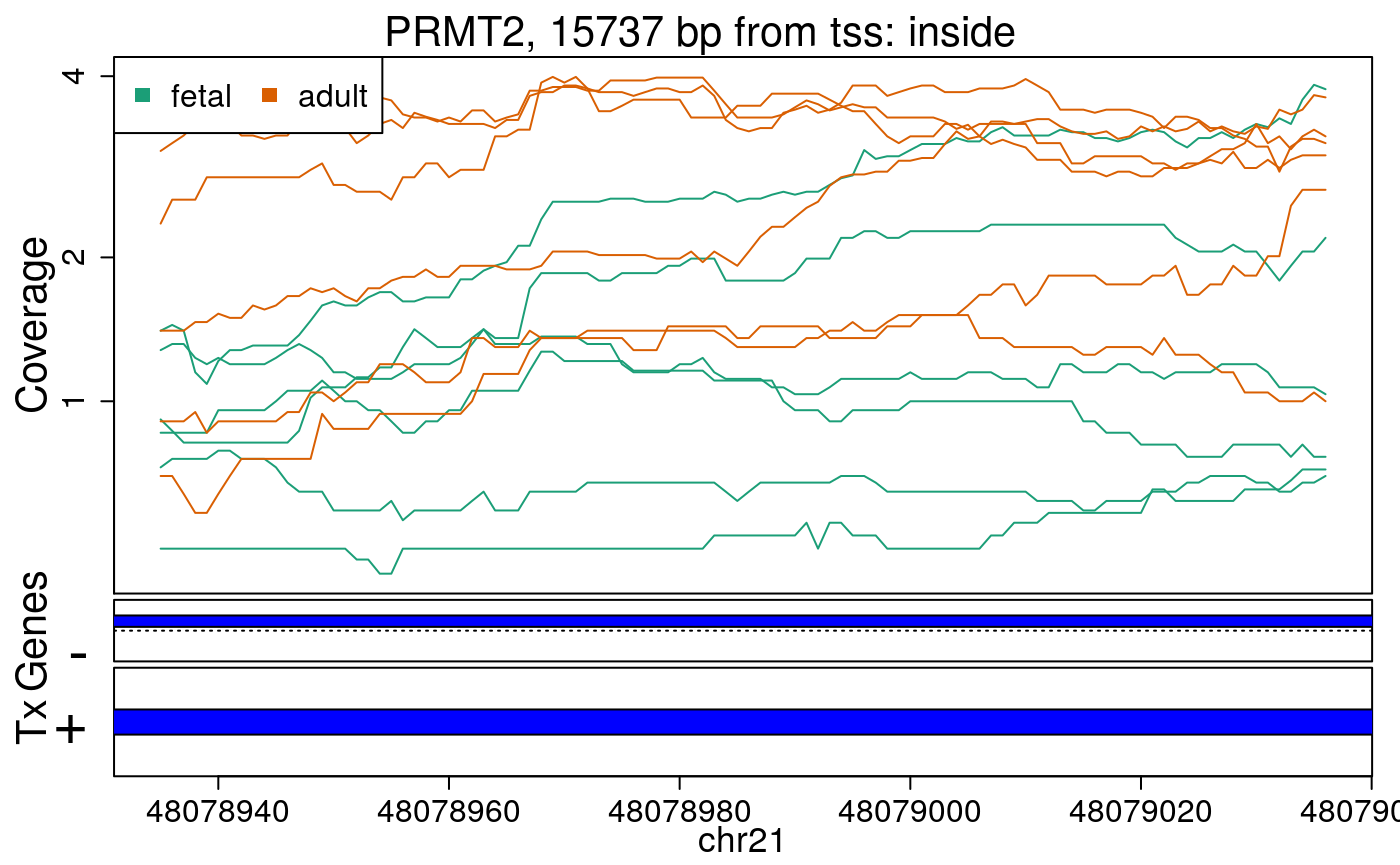 PRMT2, 15737 bp from tss: inside
fetal adult
4
2
1
Coverage
Genes
-
Tx
+
48078940 48078960 48078980 48079000 48079020 480790
chr21